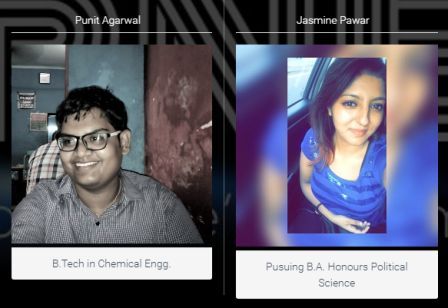 Punit Agarwal
Jasmine Pawar
B.Tech in Chemical Engg.
Pusuing B.A. Honours Political
Science